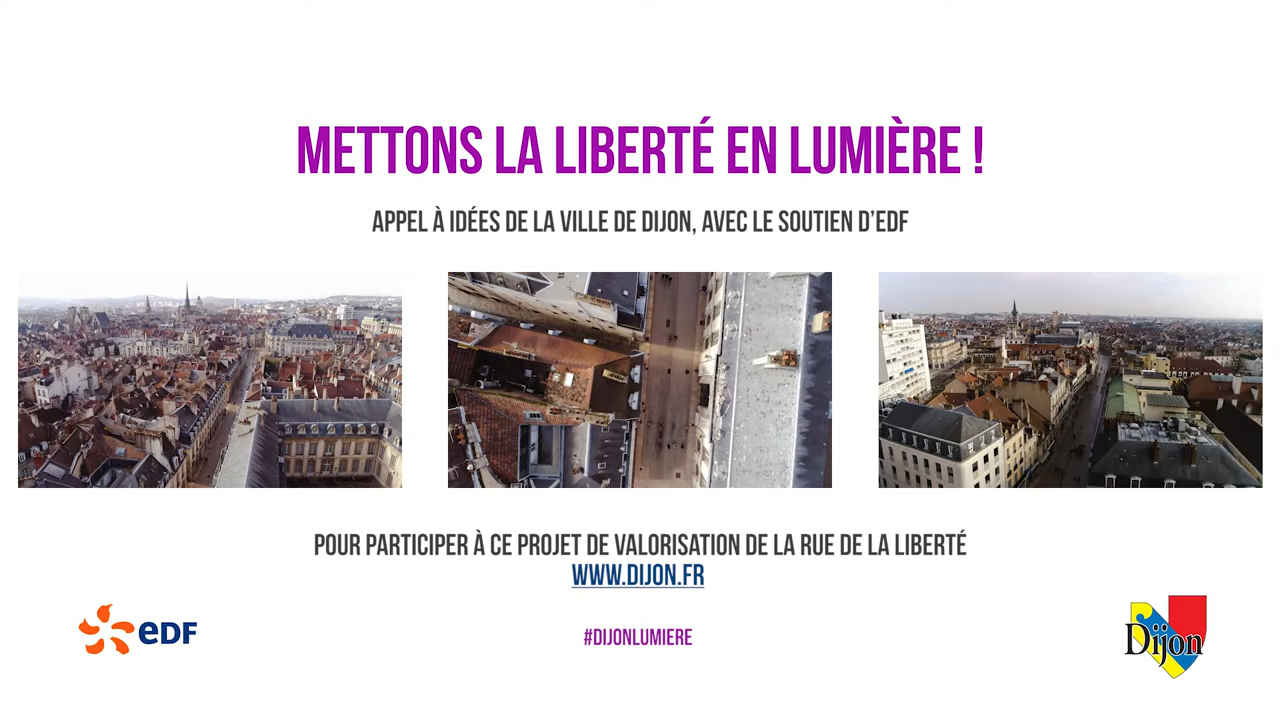 METTONS LA LIBERTÉ EN LUMIÈRE !
APPEL À IDÉES DE LA VILLE DE DIJON, AVEC LE SOUTIEN D'EDF
POUR PARTICIPER À CE PROJET DE VALORISATION DE LA RUE DE LA LIBERTÉ
WWW.DIJON.FR
eDF
#DIJONLUMIERE
Dijon